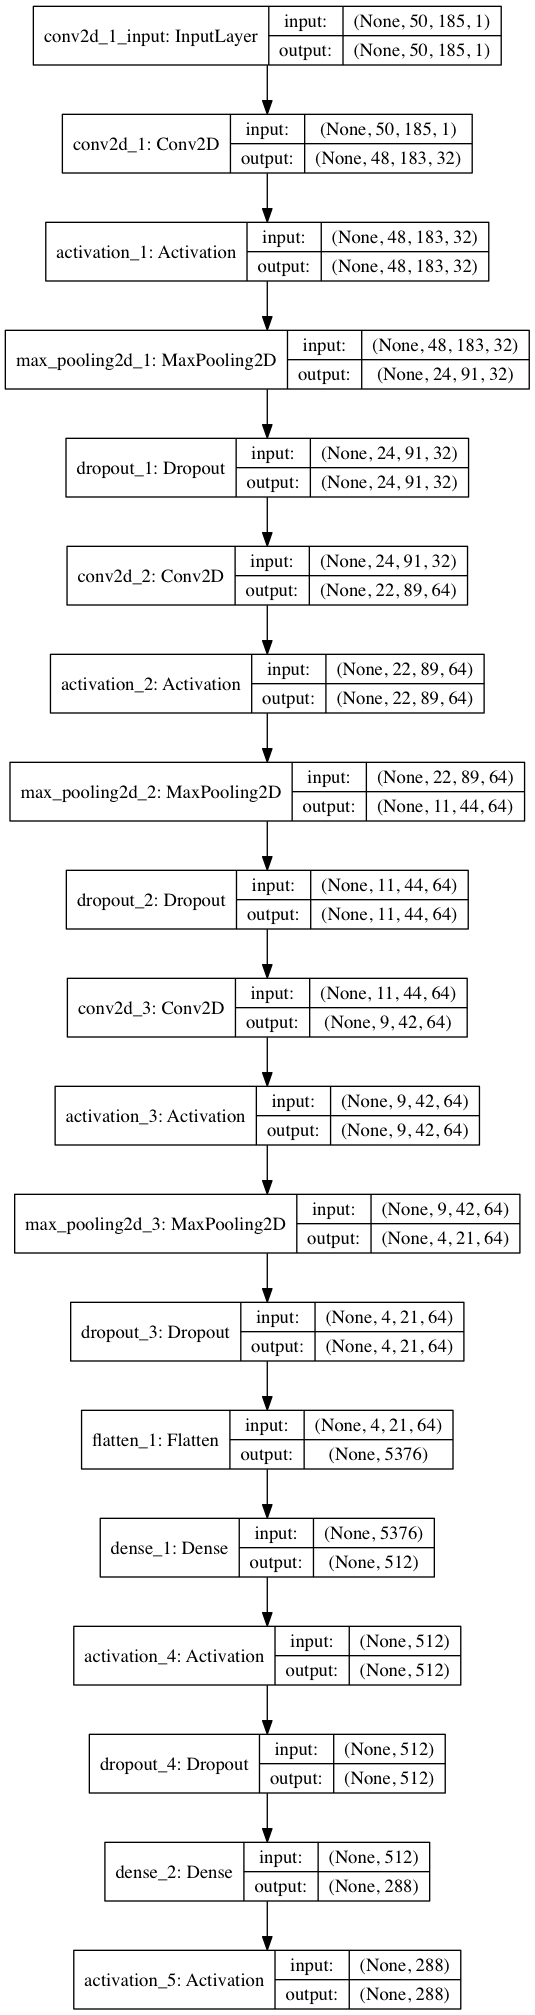 conv2d_1_input: InputLayer
input: (None, 50, 185, 1)
output: (None, 50, 185, 1)
conv2d_1: Conv2D
input: (None, 50, 185, 1)
output: (None, 48, 183, 32)
activation_1: Activation
input: (None, 48, 183, 32)
output: (None, 48, 183, 32)
max_pooling2d_1: MaxPooling2D
input: (None, 48, 183, 32)
output: (None, 24, 91, 32)
dropout_1: Dropout
input: (None, 24, 91, 32)
output: (None, 24, 91, 32)
conv2d_2: Conv2D
input: (None, 24, 91, 32)
output: (None, 22, 89, 64)
activation_2: Activation
input: (None, 22, 89, 64)
output: (None, 22, 89, 64)
max_pooling2d_2: MaxPooling2D
input: (None, 22, 89, 64)
output: (None, 11, 44, 64)
dropout_2: Dropout
input: (None, 11, 44, 64)
output: (None, 11, 44, 64)
conv2d_3: Conv2D
input: (None, 11, 44, 64)
output: (None, 9, 42, 64)
activation_3: Activation
input: (None, 9, 42, 64)
output: (None, 9, 42, 64)
max_pooling2d_3: MaxPooling2D
input: (None, 9, 42, 64)
output: (None, 4, 21, 64)
dropout_3: Dropout
input: (None, 4, 21, 64)
output: (None, 4, 21, 64)
flatten_1: Flatten
input: (None, 4, 21, 64)
output: (None, 5376)
dense_1: Dense
input: (None, 5376)
output: (None, 512)
activation_4: Activation
input: (None, 512)
output: (None, 512)
dropout_4: Dropout
input: (None, 512)
output: (None, 512)
dense_2: Dense
input: (None, 512)
output: (None, 288)
activation_5: Activation
input: (None, 288)
output: (None, 288)